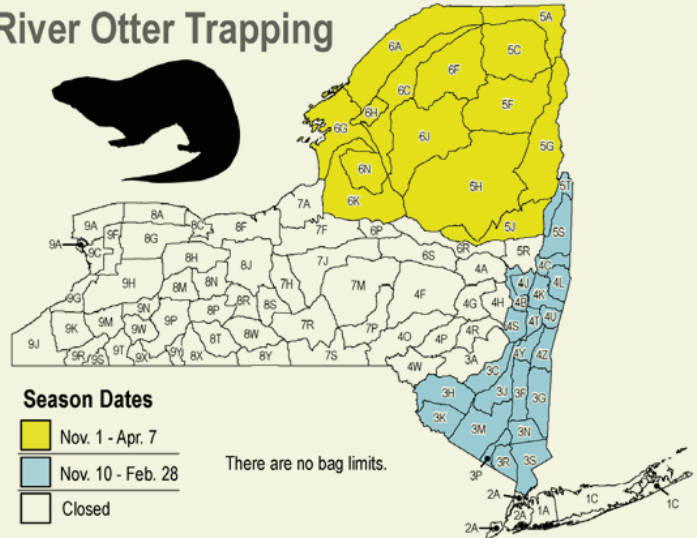 River Otter Trapping
5A
6A
5C
6F
6C
5F
6H
6G
6J
5G
6N
5H
6K
5T
7A
5J
9A
8A
8C
8F
7F
6P
5S
9F
9A
9C
8G
6R
5R
6S
8H
7J
4A
4C
8J
9H
8M
8N
7H
7M
4J
4K
4L
9G
8R
8S
4F
4G
4H
4B
9N
8P
9K
9M
9W
9P
7R
4S
4T
4U
9J
8T
8W
7P
4O
4P
4R
9R
9S
9T
9X
9Y
8X
8Y
7S
3A
4Y
4Z
4W
3C
Season Dates
3H
3J
3F
3G
Nov. 1 - Apr. 7
3K
3M
3N
Nov. 10 - Feb. 28
There are no bag limits.
3R
3S
3P
Closed
2A
1C
1C
2A
1A
2A